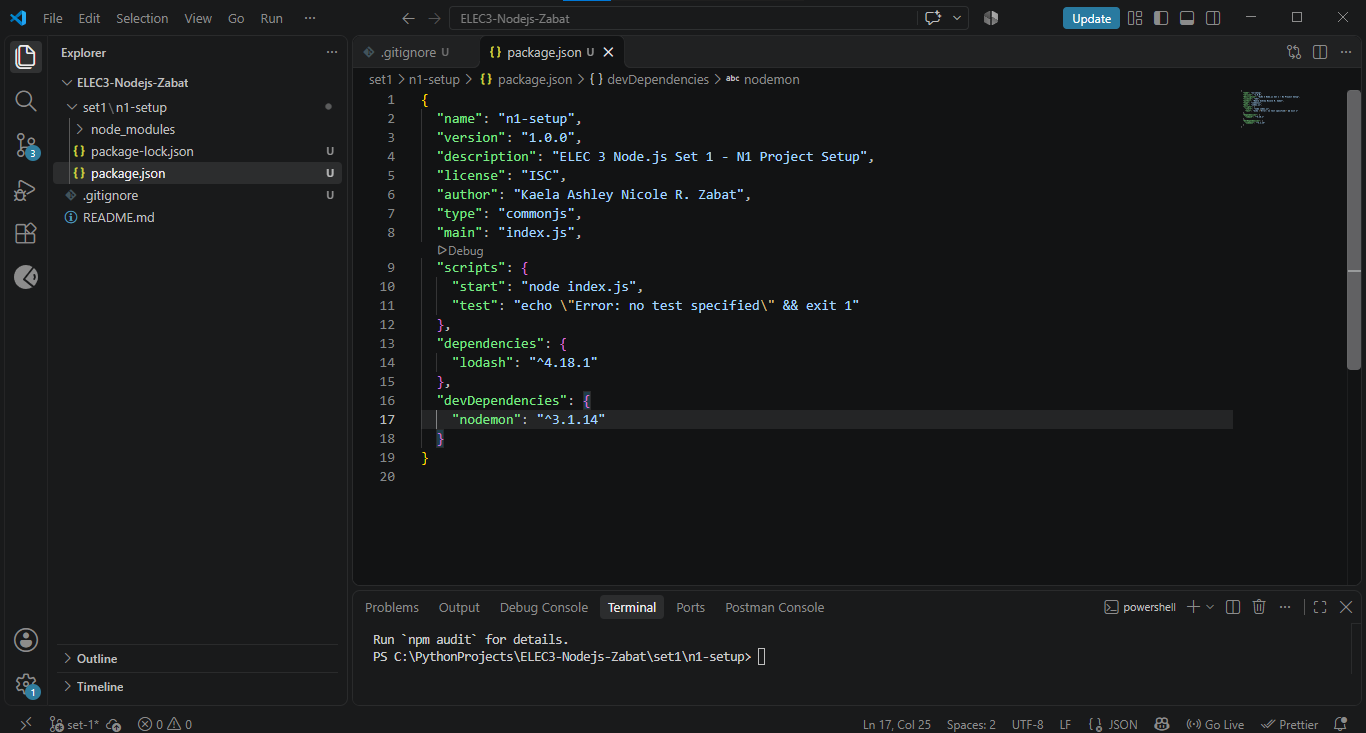 File Edit Selection View Go Run ···
ELEC3-Nodejs-Zabat
Update
Explorer
ELEC3-Nodejs-Zabat
set1\n1-setup
node_modules
package-lock.json U
package.json U
.gitignore U
README.md
3
1
Outline
Timeline
.gitignore U
{} package.json U
set1 > n1-setup > {} package.json > {} devDependencies > abc nodemon
1 {
2 "name": "n1-setup",
3 "version": "1.0.0",
4 "description": "ELEC 3 Node.js Set 1 - N1 Project Setup",
5 "license": "ISC",
6 "author": "Kaela Ashley Nicole R. Zabat",
7 "type": "commonjs",
8 "main": "index.js",
Debug
9 "scripts": {
10 "start": "node index.js",
11 "test": "echo \"Error: no test specified\" && exit 1"
12 },
13 "dependencies": {
14 "lodash": "^4.18.1"
15 },
16 "devDependencies": {
17 "nodemon": "^3.1.14"
18 }
19 }
20
Problems Output Debug Console Terminal Ports Postman Console
powershell
Run `npm audit` for details.
PS C:\PythonProjects\ELEC3-Nodejs-Zabat\set1\n1-setup>
set-1* 0 0
Ln 17, Col 25 Spaces: 2 UTF-8 LF {} JSON Go Live Prettier